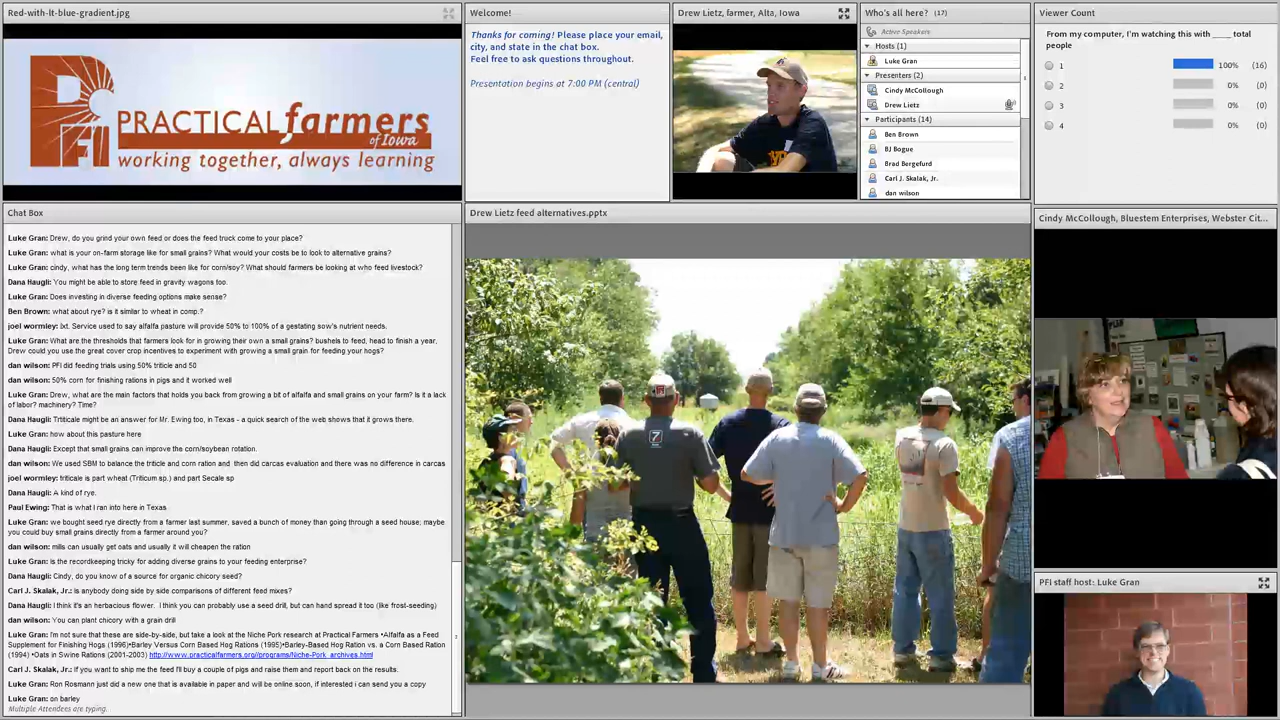 Red-with-lt-blue-gradient.jpg
PFI
PRACTICAL farmers
of Iowa
working together, always learning
Welcome!
Thanks for coming! Please place your email,
city, and state in the chat box.
Feel free to ask questions throughout.
Presentation begins at 7:00 PM (central)
Drew Lietz, farmer, Alta, Iowa
Who's all here? (17)
Active Speakers
Hosts (1)
Luke Gran
Presenters (2)
Cindy McCollough
Drew Lietz
Participants (14)
Ben Brown
BJ Bogue
Brad Bergefurd
Carl J. Skalak, Jr.
dan wilson
Viewer Count
From my computer, I'm watching this with ____ total
people
1 100% (16)
2 0% (0)
3 0% (0)
4 0% (0)
Chat Box
Luke Gran: Drew, do you grind your own feed or does the feed truck come to your place?
Luke Gran: what is your on-farm storage like for small grains? What would your costs be to look to alternative grains?
Luke Gran: cindy, what has the long term trends been like for corn/soy? What should farmers be looking at who feed livestock?
Dana Haugli: You might be able to store feed in gravity wagons too.
Luke Gran: Does investing in diverse feeding options make sense?
Ben Brown: what about rye? is it similar to wheat in comp.?
joel wormley: Ixt. Service used to say alfalfa pasture will provide 50% to 100% of a gestating sow's nutrient needs.
Luke Gran: What are the thresholds that farmers look for in growing their own a small grains? bushels to feed, head to finish a year,
Drew could you use the great cover crop incentives to experiment with growing a small grain for feeding your hogs?
dan wilson: PFI did feeding trials using 50% triticle and 50
dan wilson: 50% corn for finishing rations in pigs and it worked well
Luke Gran: Drew, what are the main factors that holds you back from growing a bit of alfalfa and small grains on your farm? Is it a lack
of labor? machinery? Time?
Dana Haugli: Trtiticale might be an answer for Mr. Ewing too, in Texas - a quick search of the web shows that it grows there.
Luke Gran: how about this pasture here
Dana Haugli: Except that small grains can improve the corn/soybean rotation.
dan wilson: We used SBM to balance the triticle and corn ration and then did carcas evaluation and there was no difference in carcas
joel wormley: triticale is part wheat (Triticum sp.) and part Secale sp
Dana Haugli: A kind of rye.
Paul Ewing: That is what I ran into here in Texas
Luke Gran: we bought seed rye directly from a farmer last summer, saved a bunch of money than going through a seed house; maybe
you could buy small grains directly from a farmer around you?
dan wilson: mills can usually get oats and usually it will cheapen the ration
Luke Gran: Is the recordkeeping tricky for adding diverse grains to your feeding enterprise?
Dana Haugli: Cindy, do you know of a source for organic chicory seed?
Carl J. Skalak, Jr.: Is anybody doing side by side comparisons of different feed mixes?
Dana Haugli: I think it's an herbacious flower. I think you can probably use a seed drill, but can hand spread it too (like frost-seeding)
dan wilson: You can plant chicory with a grain drill
Luke Gran: I'm not sure that these are side-by-side, but take a look at the Niche Pork research at Practical Farmers •Alfalfa as a Feed
Supplement for Finishing Hogs (1996)•Barley Versus Corn Based Hog Rations (1995)•Barley-Based Hog Ration vs. a Corn Based Ration
(1994) •Oats in Swine Rations (2001-2003) http://www.practicalfarmers.org/programs/Niche-Pork_archives.html
Carl J. Skalak, Jr.: If you want to ship me the feed I'll buy a couple of pigs and raise them and report back on the results.
Luke Gran: Ron Rosmann just did a new one that is available in paper and will be online soon, if interested i can send you a copy
Luke Gran: on barley
Multiple Attendees are typing.
Drew Lietz feed alternatives.pptx
7
Cindy McCollough, Bluestem Enterprises, Webster Cit...
PFI staff host: Luke Gran